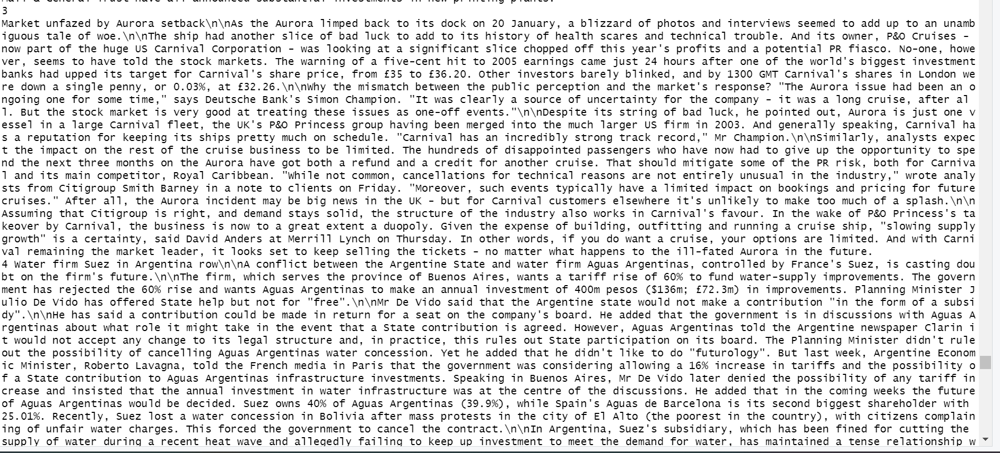 Mail & General Trust have all announced substantial investments in new printing plants.
3
Market unfazed by Aurora setback\n\nAs the Aurora limped back to its dock on 20 January, a blizzard of photos and interviews seemed to add up to an unamb
iguous tale of woe.\n\nThe ship had another slice of bad luck to add to its history of health scares and technical trouble. And its owner, P&O Cruises -
now part of the huge US Carnival Corporation - was looking at a significant slice chopped off this year's profits and a potential PR fiasco. No-one, howe
ver, seems to have told the stock markets. The warning of a five-cent hit to 2005 earnings came just 24 hours after one of the world's biggest investment
banks had upped its target for Carnival's share price, from £35 to £36.20. Other investors barely blinked, and by 1300 GMT Carnival's shares in London we
re down a single penny, or 0.03%, at £32.26.\n\nWhy the mismatch between the public perception and the market's response? "The Aurora issue had been an o
ngoing one for some time," says Deutsche Bank's Simon Champion. "It was clearly a source of uncertainty for the company - it was a long cruise, after al
l. But the stock market is very good at treating these issues as one-off events."\n\nDespite its string of bad luck, he pointed out, Aurora is just one v
essel in a large Carnival fleet, the UK's P&O Princess group having been merged into the much larger US firm in 2003. And generally speaking, Carnival ha
s a reputation for keeping its ships pretty much on schedule. "Carnival has an incredibly strong track record," Mr Champion.\n\nSimilarly, analysts expec
t the impact on the rest of the cruise business to be limited. The hundreds of disappointed passengers who have now had to give up the opportunity to spe
nd the next three months on the Aurora have got both a refund and a credit for another cruise. That should mitigate some of the PR risk, both for Carniva
l and its main competitor, Royal Caribbean. "While not common, cancellations for technical reasons are not entirely unusual in the industry," wrote analy
sts from Citigroup Smith Barney in a note to clients on Friday. "Moreover, such events typically have a limited impact on bookings and pricing for future
cruises." After all, the Aurora incident may be big news in the UK - but for Carnival customers elsewhere it's unlikely to make too much of a splash.\n\n
Assuming that Citigroup is right, and demand stays solid, the structure of the industry also works in Carnival's favour. In the wake of P&O Princess's ta
keover by Carnival, the business is now to a great extent a duopoly. Given the expense of building, outfitting and running a cruise ship, "slowing supply
growth" is a certainty, said David Anders at Merrill Lynch on Thursday. In other words, if you do want a cruise, your options are limited. And with Carni
val remaining the market leader, it looks set to keep selling the tickets - no matter what happens to the ill-fated Aurora in the future.
4 Water firm Suez in Argentina row\n\nA conflict between the Argentine State and water firm Aguas Argentinas, controlled by France's Suez, is casting dou
bt on the firm's future.\n\nThe firm, which serves the province of Buenos Aires, wants a tariff rise of 60% to fund water-supply improvements. The govern
ment has rejected the 60% rise and wants Aguas Argentinas to make an annual investment of 400m pesos ($136m; £72.3m) in improvements. Planning Minister J
ulio De Vido has offered State help but not for "free".\n\nMr De Vido said that the Argentine state would not make a contribution "in the form of a subsi
dy".\n\nHe has said a contribution could be made in return for a seat on the company's board. He added that the government is in discussions with Aguas A
rgentinas about what role it might take in the event that a State contribution is agreed. However, Aguas Argentinas told the Argentine newspaper Clarin i
t would not accept any change to its legal structure and, in practice, this rules out State participation on its board. The Planning Minister didn't rule
out the possibility of cancelling Aguas Argentinas water concession. Yet he added that he didn't like to do "futurology". But last week, Argentine Econom
ic Minister, Roberto Lavagna, told the French media in Paris that the government was considering allowing a 16% increase in tariffs and the possibility o
f a State contribution to Aguas Argentinas infrastructure investments. Speaking in Buenos Aires, Mr De Vido later denied the possibility of any tariff in
crease and insisted that the annual investment in water infrastructure was at the centre of the discussions. He added that in the coming weeks the future
of Aguas Argentinas would be decided. Suez owns 40% of Aguas Argentinas (39.9%), while Spain's Aguas de Barcelona is its second biggest shareholder with
25.01%. Recently, Suez lost a water concession in Bolivia after mass protests in the city of El Alto (the poorest in the country), with citizens complain
ing of unfair water charges. This forced the government to cancel the contract.\n\nIn Argentina, Suez's subsidiary, which has been fined for cutting the
supply of water during a recent heat wave and allegedly failing to keep up investment to meet the demand for water, has maintained a tense relationship w